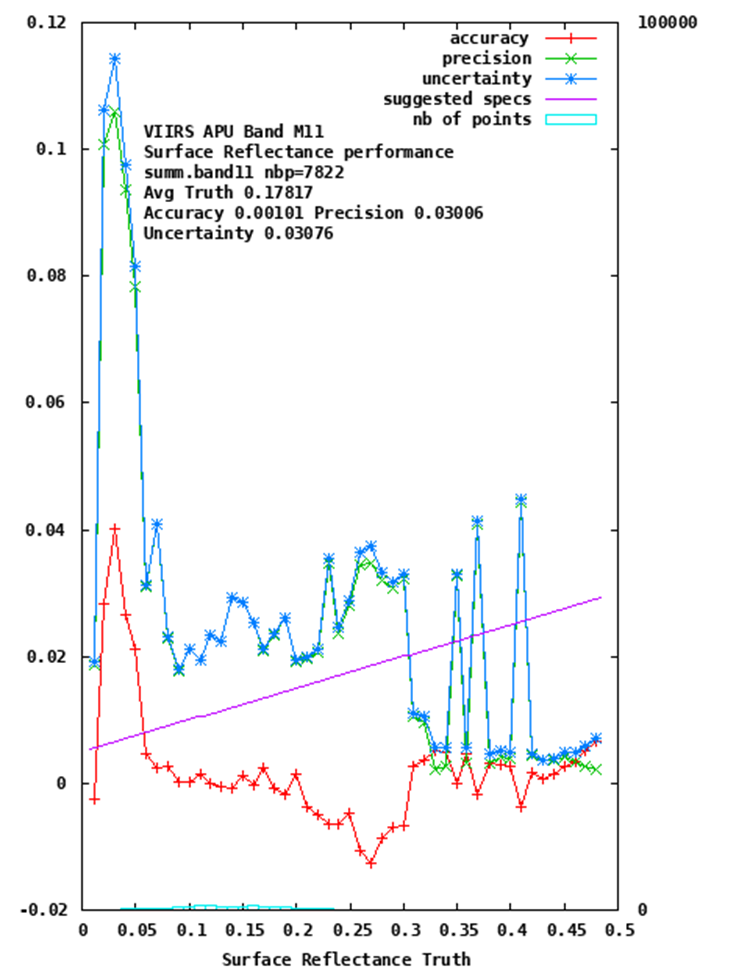 0.12
100000
accuracy
precision
uncertainty
suggested specs
nb of points
VIIRS APU Band M11
Surface Reflectance performance
summ.band11 nbp=7822
Avg Truth 0.17817
Accuracy 0.00101 Precision 0.03006
Uncertainty 0.03076
0.1
0.08
0.06
0.04
0.02
0
-0.02
0
0 0.05 0.1 0.15 0.2 0.25 0.3 0.35 0.4 0.45 0.5
Surface Reflectance Truth